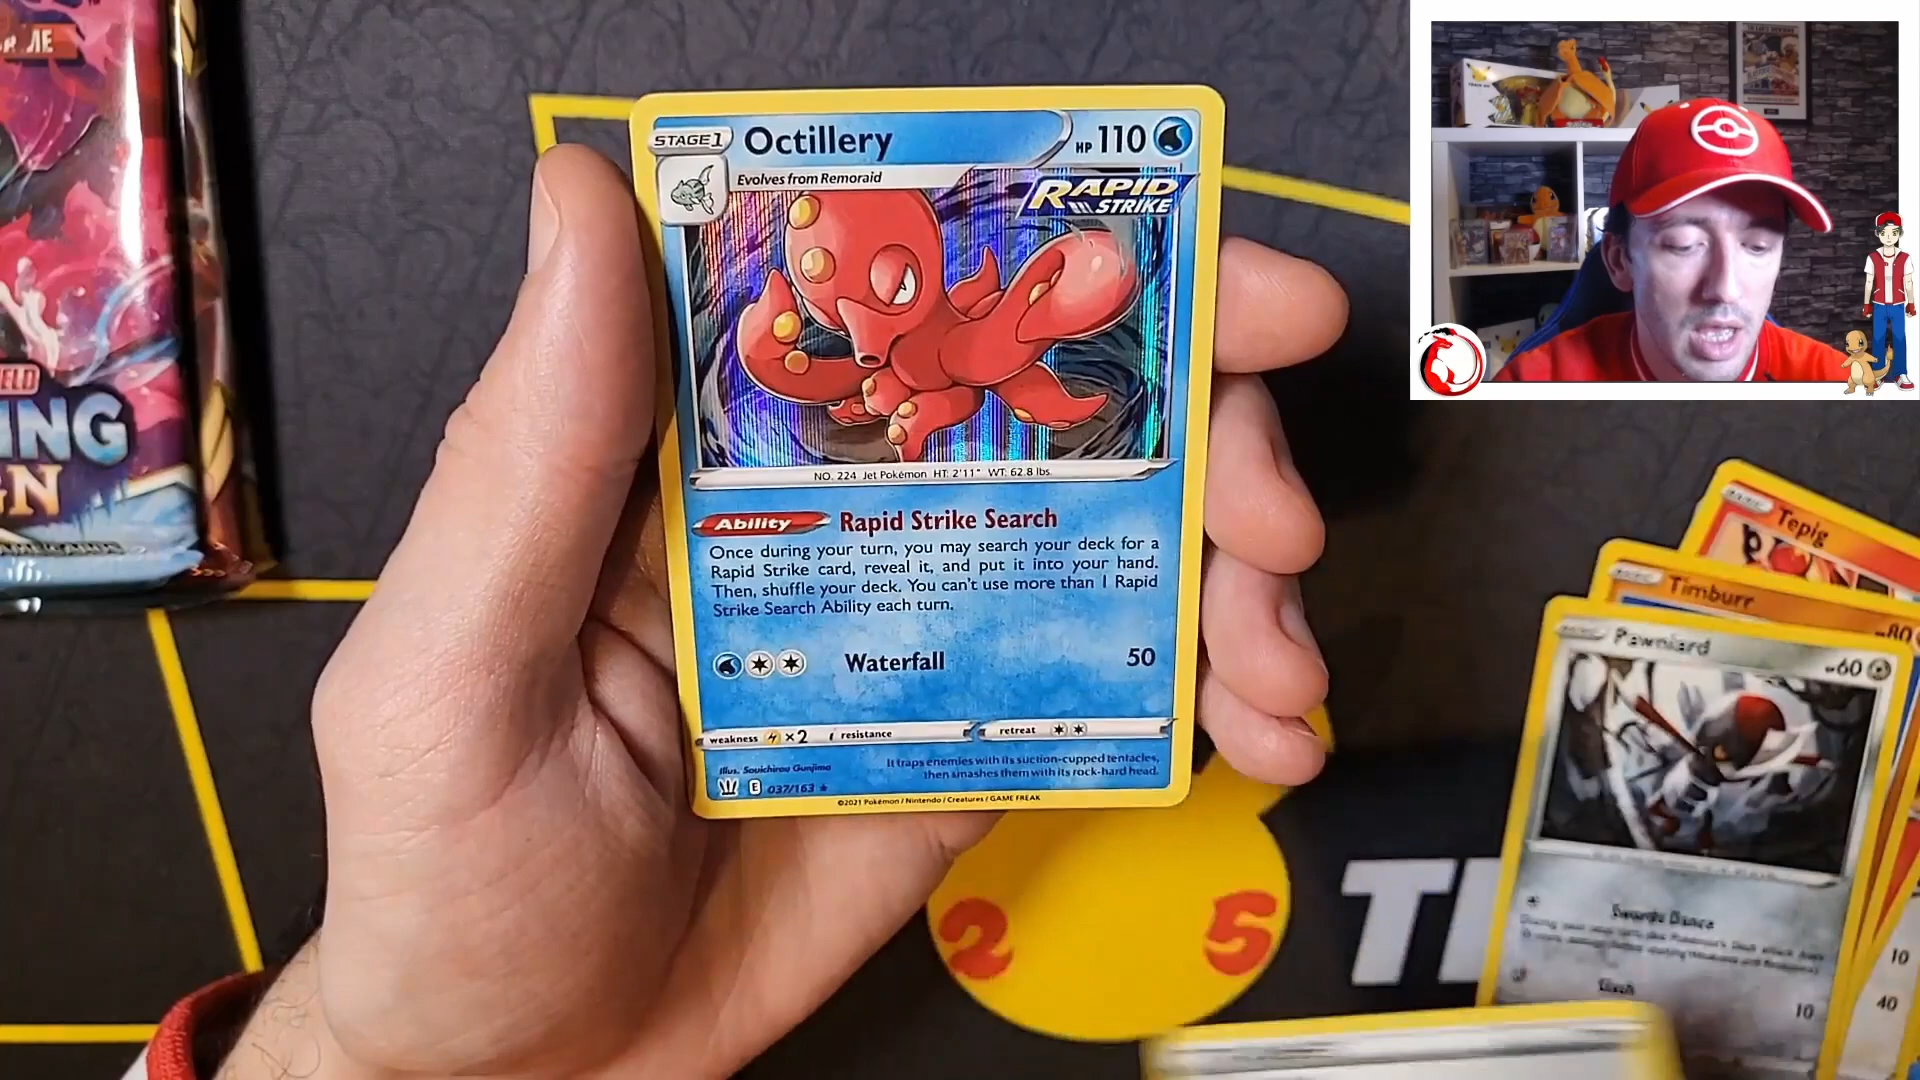 STAGE 1 Octillery HP 110
Evolves from Remoraid
RAPID
STRIKE
NO. 224 Jet Pokémon HT: 2'11" WT: 62.8 lbs.
Ability Rapid Strike Search
Once during your turn, you may search your deck for a
Rapid Strike card, reveal it, and put it into your hand.
Then, shuffle your deck. You can't use more than 1 Rapid
Strike Search Ability each turn.
Waterfall 50
weakness ×2 resistance retreat
It traps enemies with its suction-cupped tentacles,
then smashes them with its rock-hard head.
Illus. Souichirou Gunjima
E 037/163
©2021 Pokémon / Nintendo / Creatures / GAME FREAK
Tepig
Timburr
80
Pawniard
60
Swords Dance
10
10
40
2 5